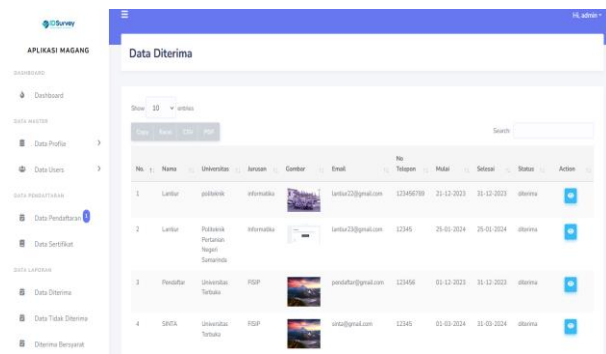 IDSurvey
APLIKASI MAGANG
DASHBOARD
Dashboard
DATA MASTER
Data Profile
Data Users
DATA PENDAFTARAN
Data Pendaftaran 1
Data Sertifikat
DATA LAPORAN
Data Diterima
Data Tidak Diterima
Diterima Bersyarat
Hi, admin
Data Diterima
Show 10 entries
Copy Excel CSV PDF
Search:
No. Nama Universitas Jurusan Gambar Email No Telepon Mulai Selesai Status Action
1 Lantiur politeknik informatika lantiur22@gmail.com 123456789 21-12-2023 31-12-2023 diterima
2 Lantiur Politeknik Pertanian Negeri Samarinda informatika lantiur23@gmail.com 12345 25-01-2024 25-01-2024 diterima
3 Pendaftar Universitas Terbuka FISIP pendaftar@gmail.com 123456 01-12-2023 31-12-2023 diterima
4 SINTA Universitas Terbuka FISIP sinta@gmail.com 12345 01-03-2024 31-03-2024 diterima